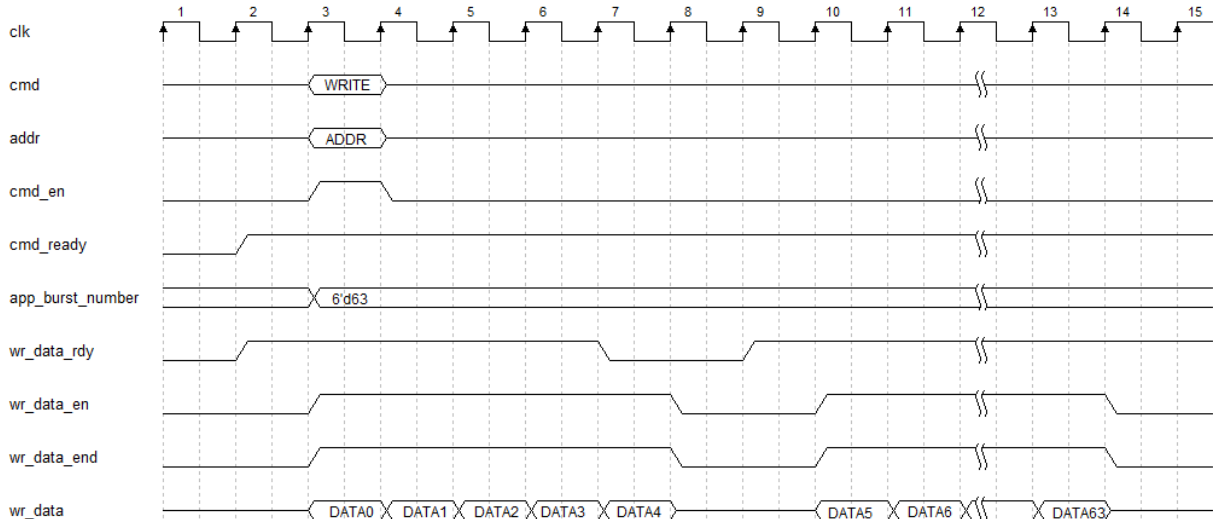 1 2 3 4 5 6 7 8 9 10 11 12 13 14 15
clk
cmd WRITE
addr ADDR
cmd_en
cmd_ready
app_burst_number 6'd63
wr_data_rdy
wr_data_en
wr_data_end
wr_data DATA0 DATA1 DATA2 DATA3 DATA4 DATA5 DATA6 DATA63